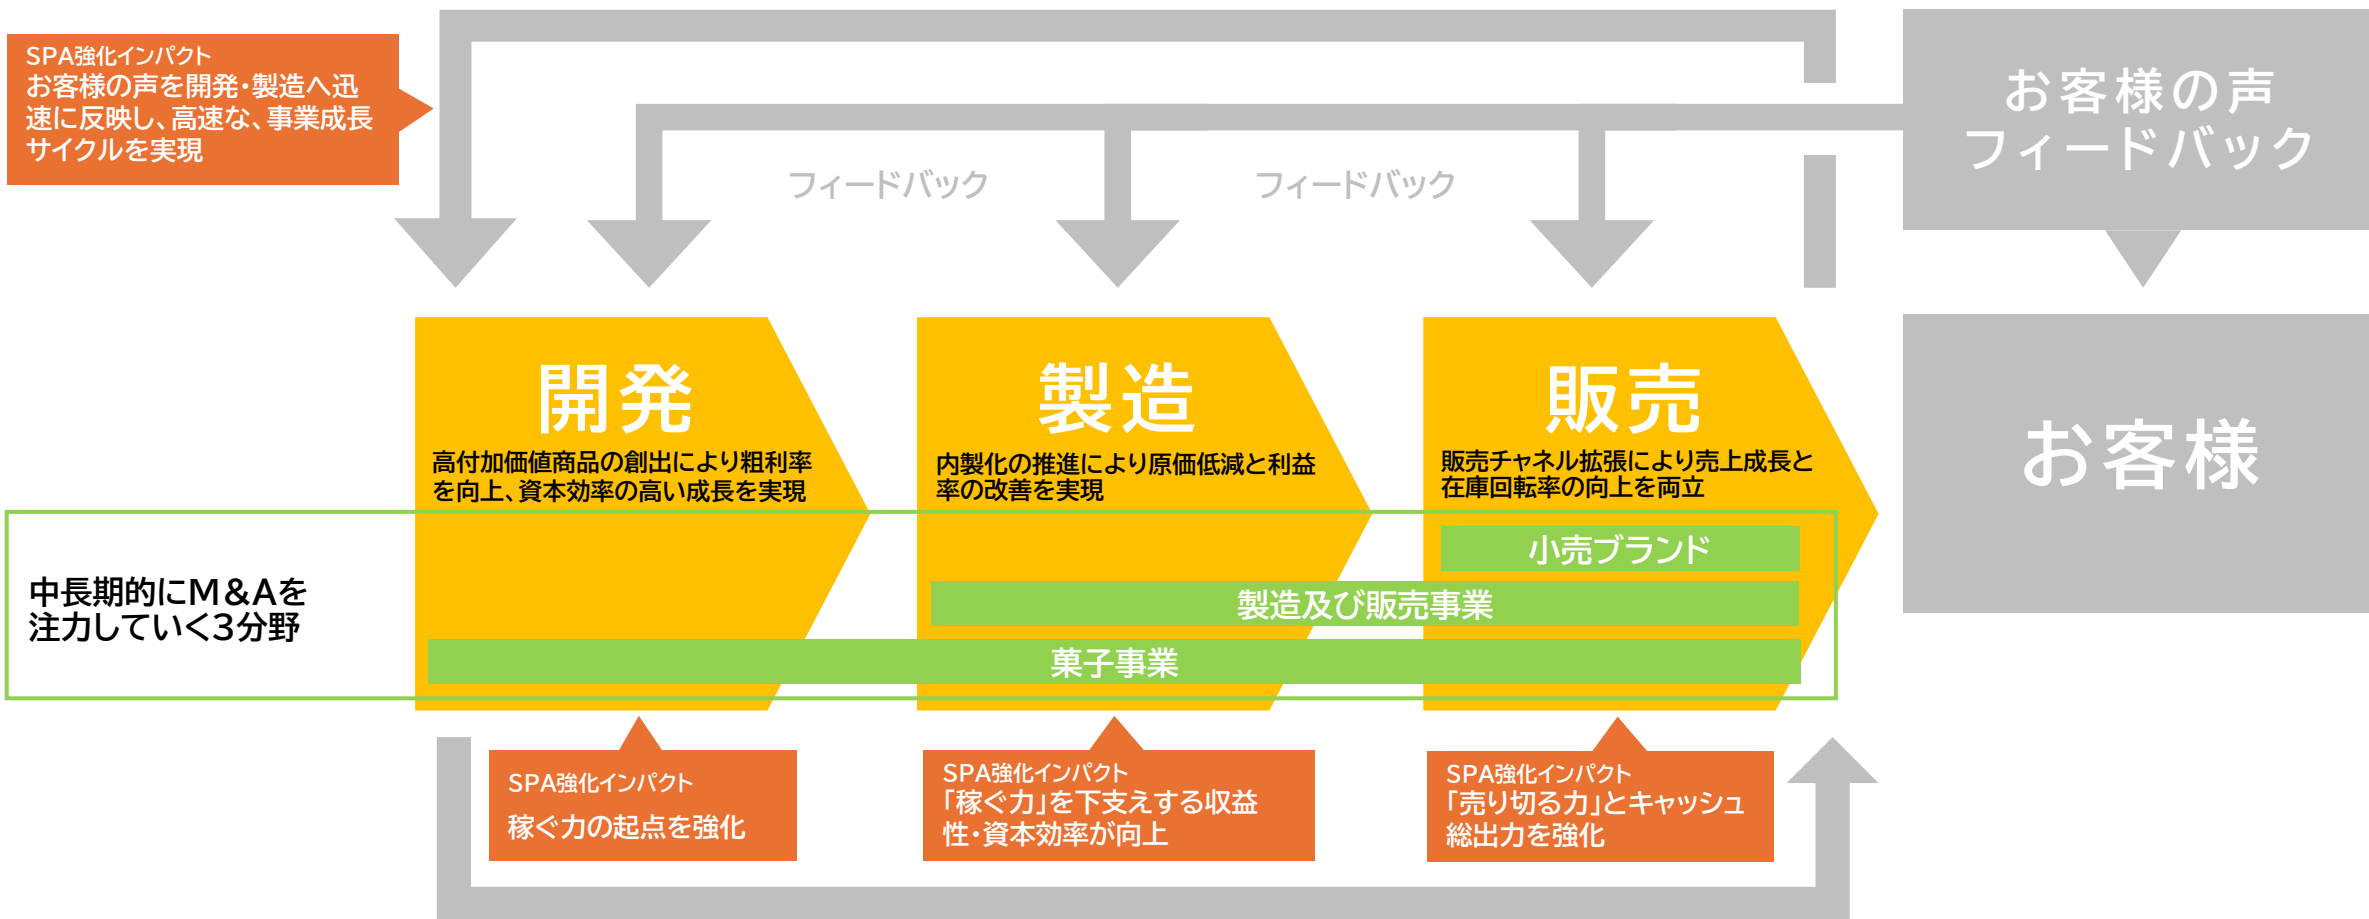 SPA強化インパクト
お客様の声を開発・製造へ迅
速に反映し、高速な、事業成長
サイクルを実現
お客様の声
フィードバック
フィードバック
フィードバック
開発
高付加価値商品の創出により粗利率
を向上、資本効率の高い成長を実現
製造
内製化の推進により原価低減と利益
率の改善を実現
販売
販売チャネル拡張により売上成長と
在庫回転率の向上を両立
お客様
中長期的にM&Aを
注力していく3分野
小売ブランド
製造及び販売事業
菓子事業
SPA強化インパクト
稼ぐ力の起点を強化
SPA強化インパクト
「稼ぐ力」を下支えする収益
性・資本効率が向上
SPA強化インパクト
「売り切る力」とキャッシュ
総出力を強化